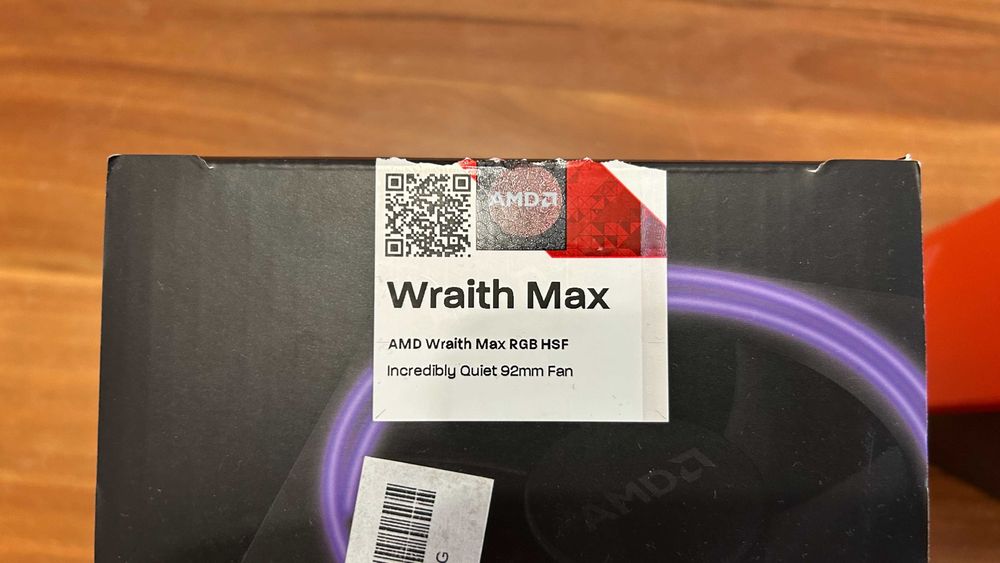 AMD
Wraith Max
AMD Wraith Max RGB HSF
Incredibly Quiet 92mm Fan
AMD
G